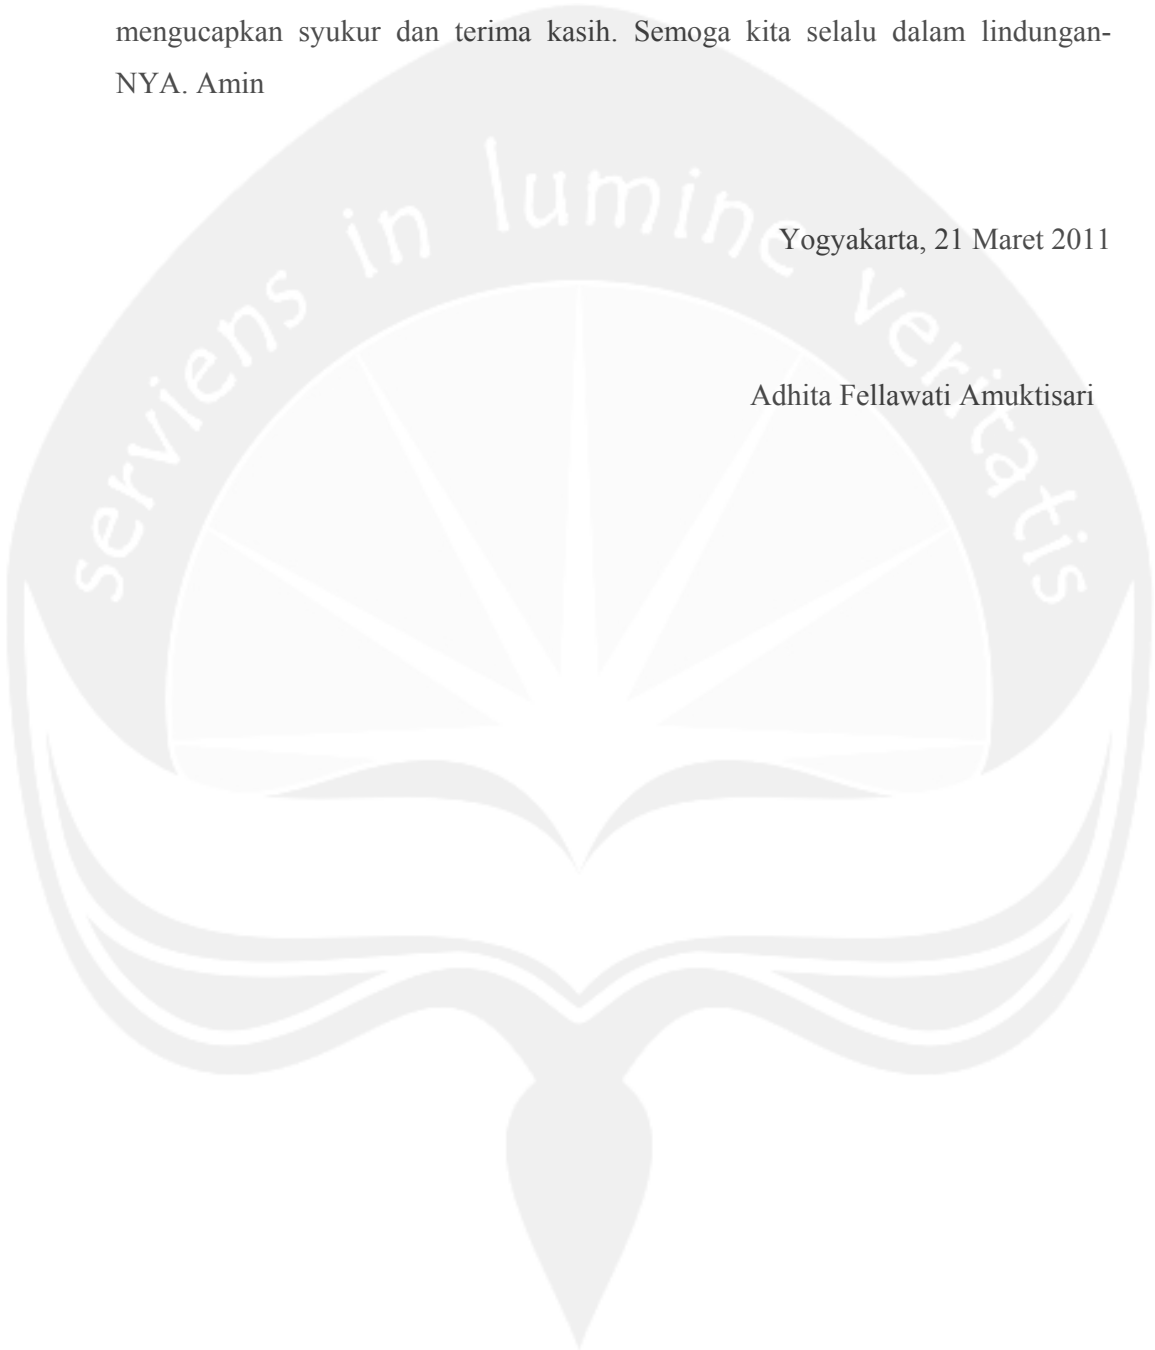 mengucapkan syukur dan terima kasih. Semoga kita selalu dalam lindungan-
NYA. Amin
serviens in lumine veritatis
Yogyakarta, 21 Maret 2011
Adhita Fellawati Amuktisari